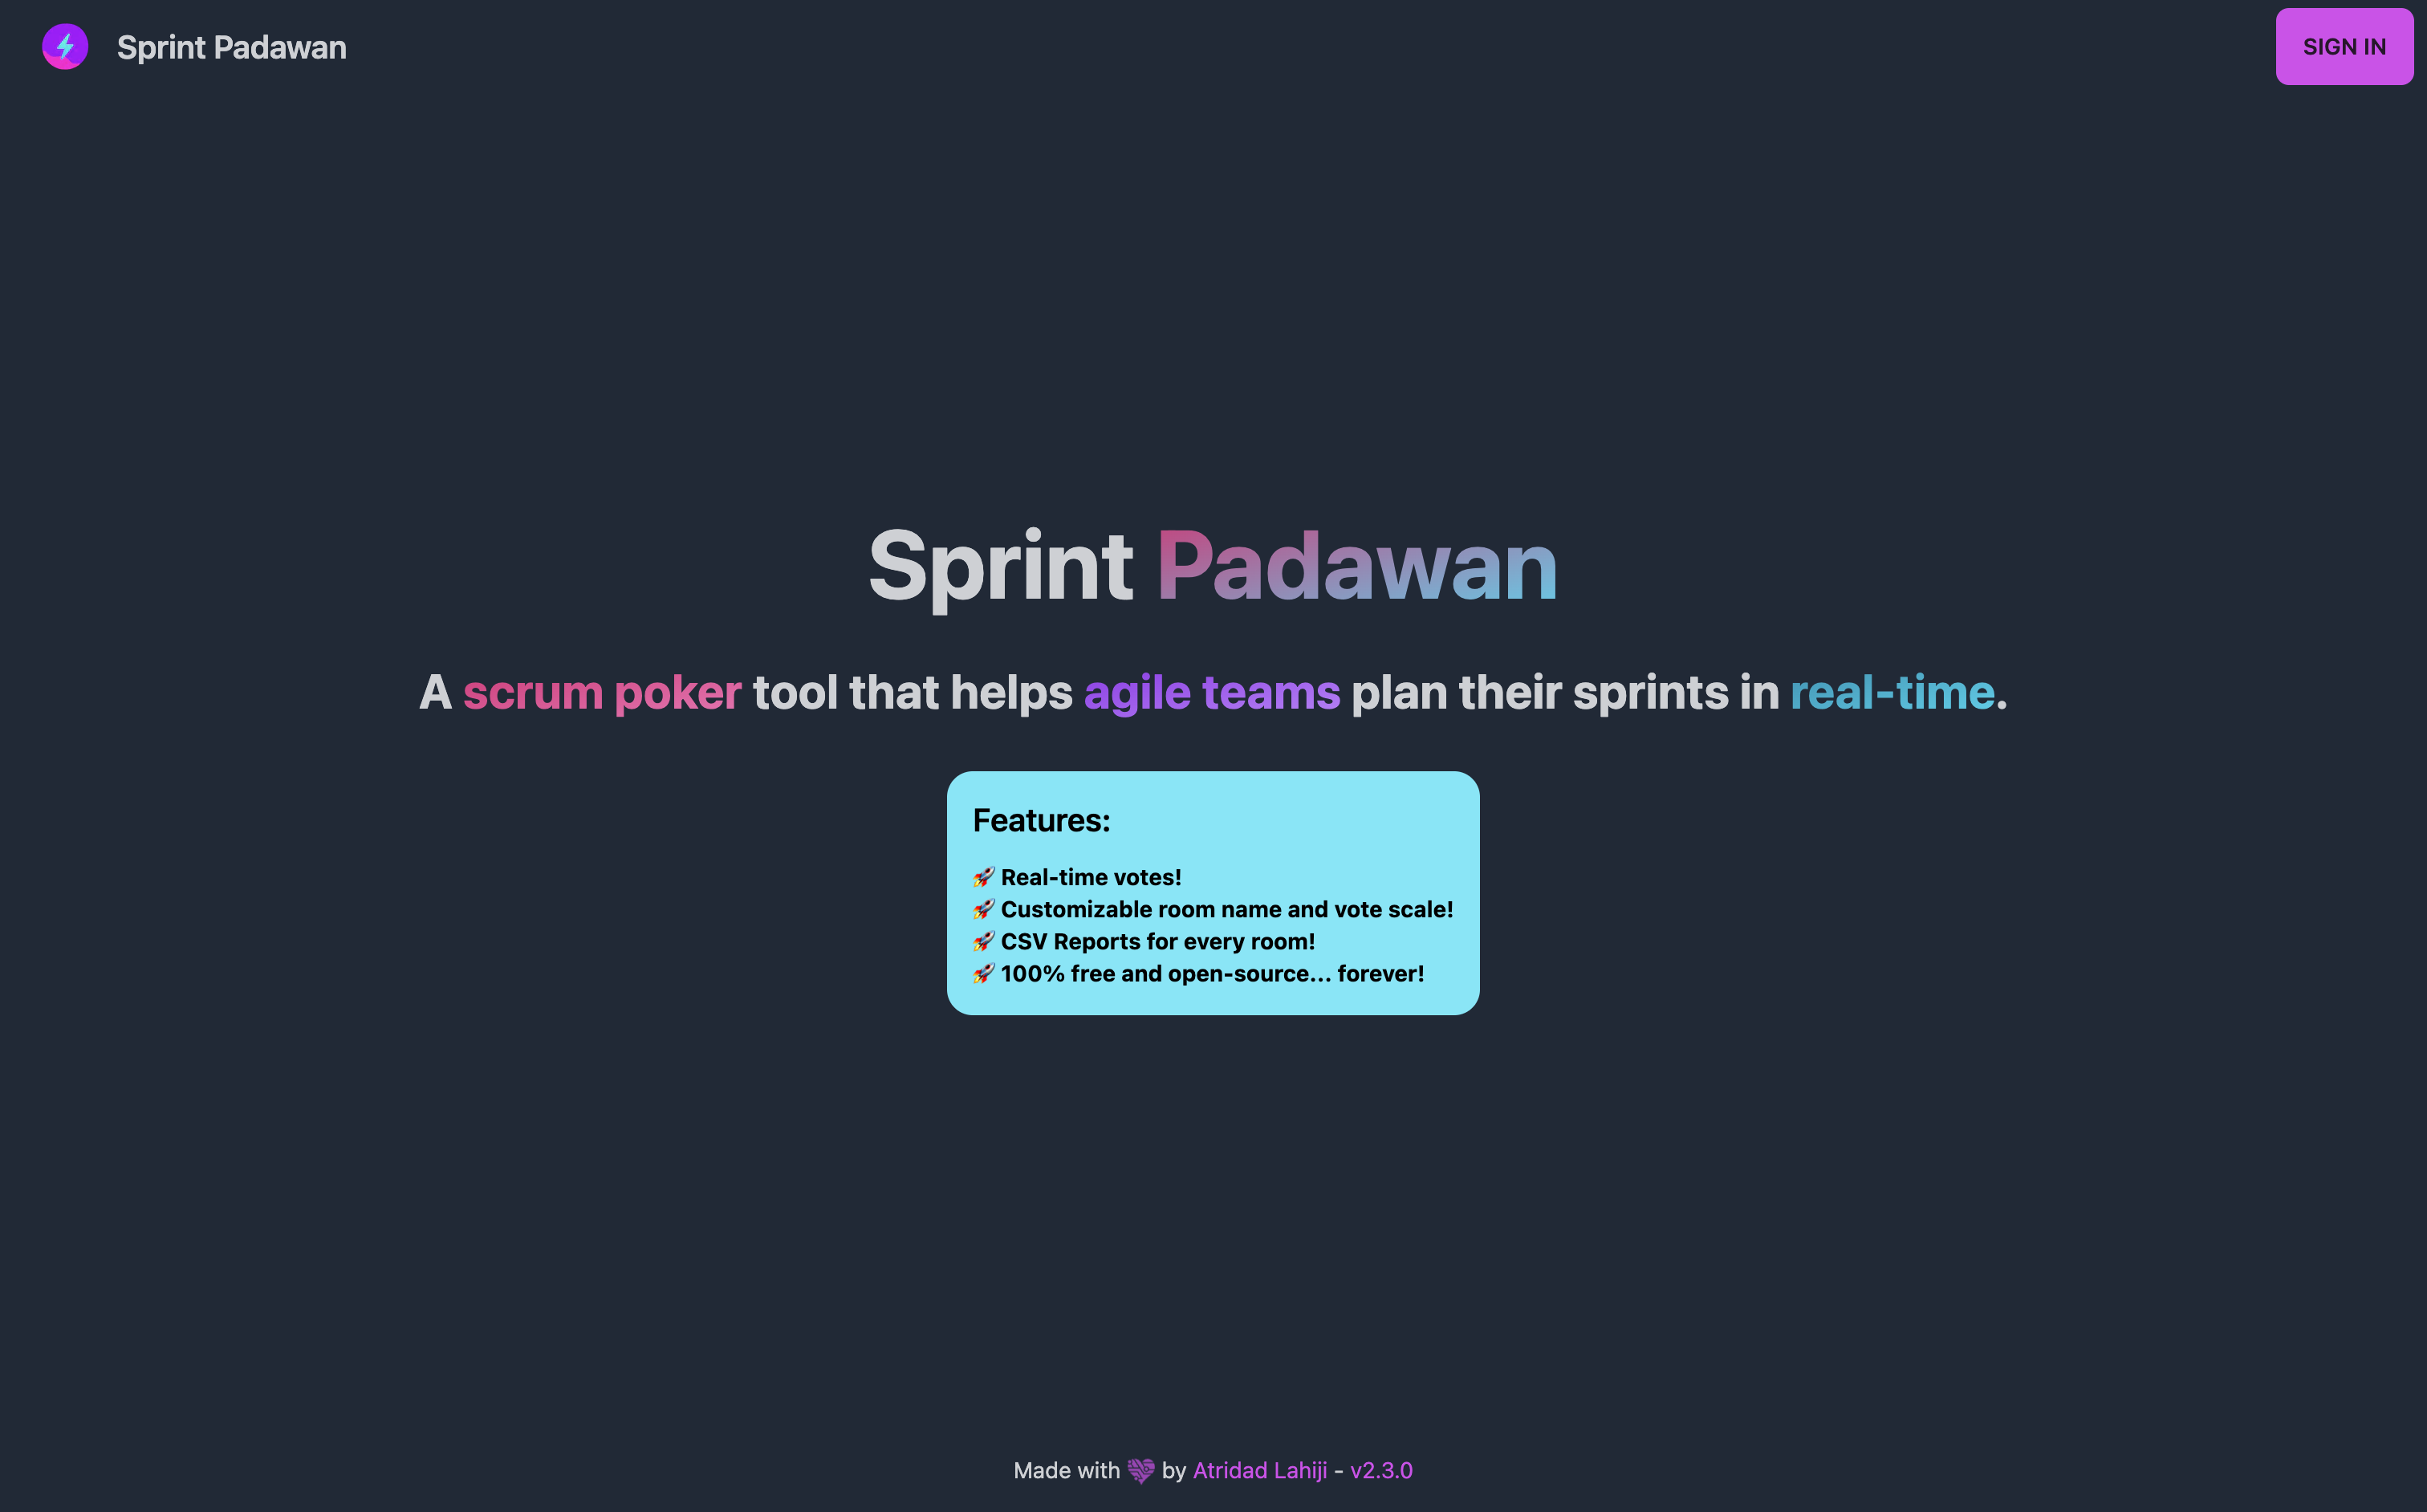 Sprint Padawan
SIGN IN
Sprint Padawan
A scrum poker tool that helps agile teams plan their sprints in real-time.
Features:
🚀 Real-time votes!
🚀 Customizable room name and vote scale!
🚀 CSV Reports for every room!
🚀 100% free and open-source... forever!
Made with 💜 by Atridad Lahiji - v2.3.0